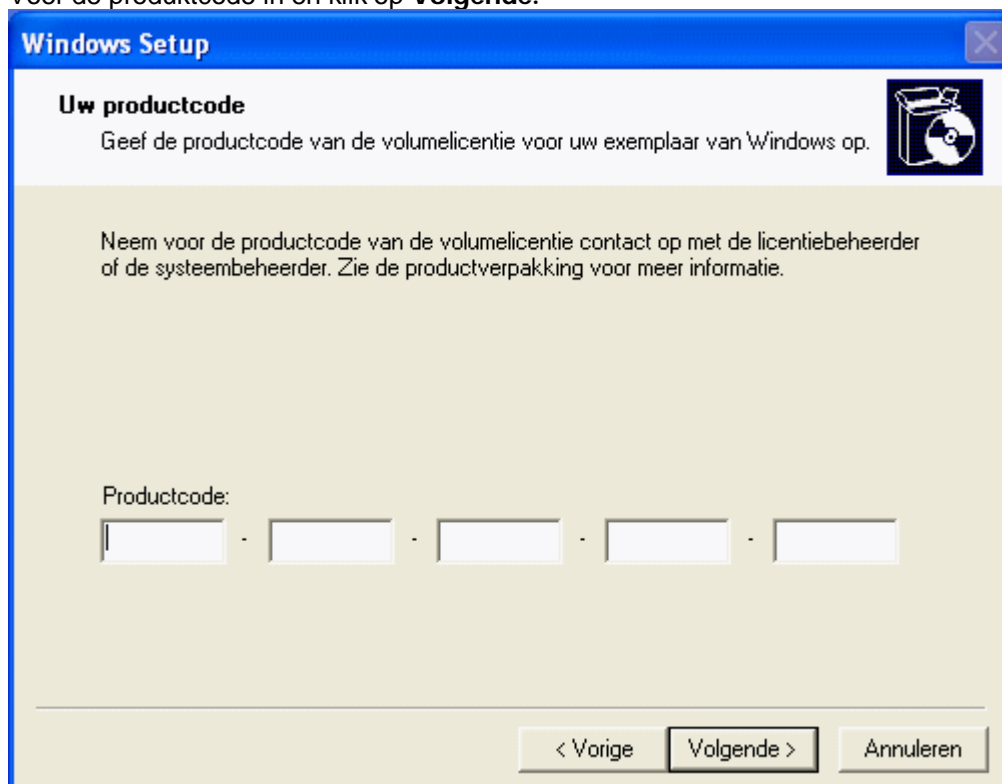 Voer de produktcode in en klik op Volgende.
Windows Setup
Uw productcode
Geef de productcode van de volumelicentie voor uw exemplaar van Windows op.
Neem voor de productcode van de volumelicentie contact op met de licentiebeheerder
of de systeembeheerder. Zie de productverpakking voor meer informatie.
Productcode:
- - - -
< Vorige Volgende > Annuleren